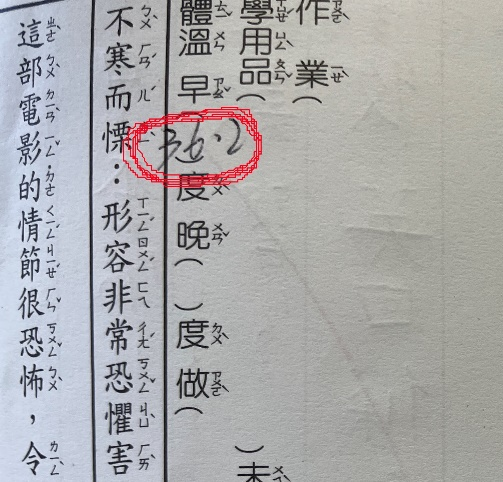 作業（
學用品（　　）未
體溫早（36.2）度晚（　）度做（
不寒而慄：形容非常恐懼害
這部電影的情節很恐怖，令